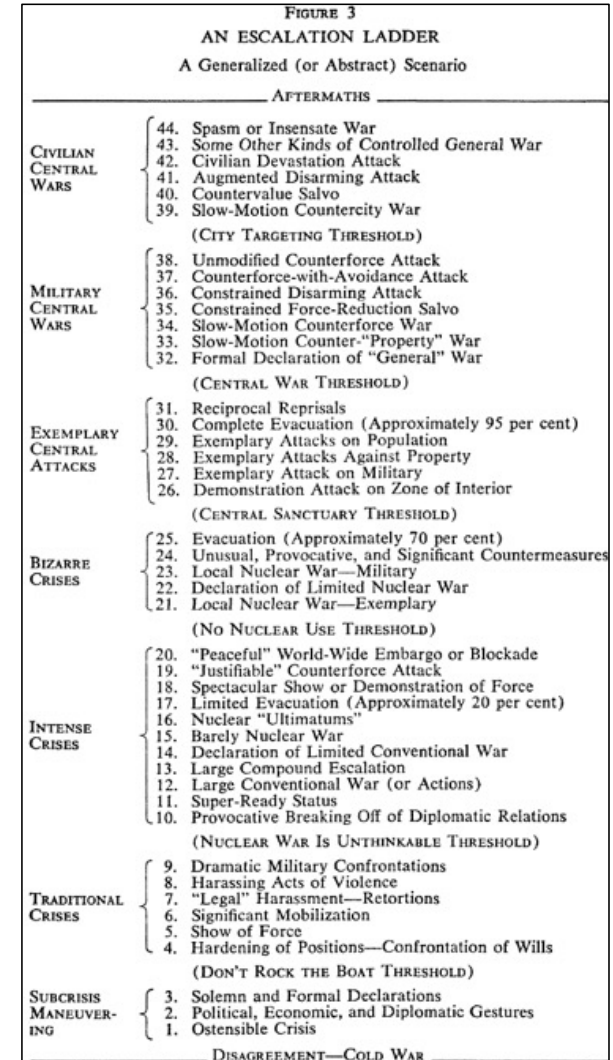 FIGURE 3
AN ESCALATION LADDER
A Generalized (or Abstract) Scenario
AFTERMATHS
CIVILIAN
CENTRAL
WARS
44. Spasm or Insensate War
43. Some Other Kinds of Controlled General War
42. Civilian Devastation Attack
41. Augmented Disarming Attack
40. Countervalue Salvo
39. Slow-Motion Countercity War
(CITY TARGETING THRESHOLD)
MILITARY
CENTRAL
WARS
38. Unmodified Counterforce Attack
37. Counterforce-with-Avoidance Attack
36. Constrained Disarming Attack
35. Constrained Force-Reduction Salvo
34. Slow-Motion Counterforce War
33. Slow-Motion Counter-"Property" War
32. Formal Declaration of "General" War
(CENTRAL WAR THRESHOLD)
EXEMPLARY
CENTRAL
ATTACKS
31. Reciprocal Reprisals
30. Complete Evacuation (Approximately 95 per cent)
29. Exemplary Attacks on Population
28. Exemplary Attacks Against Property
27. Exemplary Attack on Military
26. Demonstration Attack on Zone of Interior
(CENTRAL SANCTUARY THRESHOLD)
BIZARRE
CRISES
25. Evacuation (Approximately 70 per cent)
24. Unusual, Provocative, and Significant Countermeasures
23. Local Nuclear War—Military
22. Declaration of Limited Nuclear War
21. Local Nuclear War—Exemplary
(NO NUCLEAR USE THRESHOLD)
INTENSE
CRISES
20. "Peaceful" World-Wide Embargo or Blockade
19. "Justifiable" Counterforce Attack
18. Spectacular Show or Demonstration of Force
17. Limited Evacuation (Approximately 20 per cent)
16. Nuclear "Ultimatums"
15. Barely Nuclear War
14. Declaration of Limited Conventional War
13. Large Compound Escalation
12. Large Conventional War (or Actions)
11. Super-Ready Status
10. Provocative Breaking Off of Diplomatic Relations
(NUCLEAR WAR IS UNTHINKABLE THRESHOLD)
TRADITIONAL
CRISES
9. Dramatic Military Confrontations
8. Harassing Acts of Violence
7. "Legal" Harassment—Retortions
6. Significant Mobilization
5. Show of Force
4. Hardening of Positions—Confrontation of Wills
(DON'T ROCK THE BOAT THRESHOLD)
SUBCRISIS
MANEUVER-
ING
3. Solemn and Formal Declarations
2. Political, Economic, and Diplomatic Gestures
1. Ostensible Crisis
DISAGREEMENT—COLD WAR